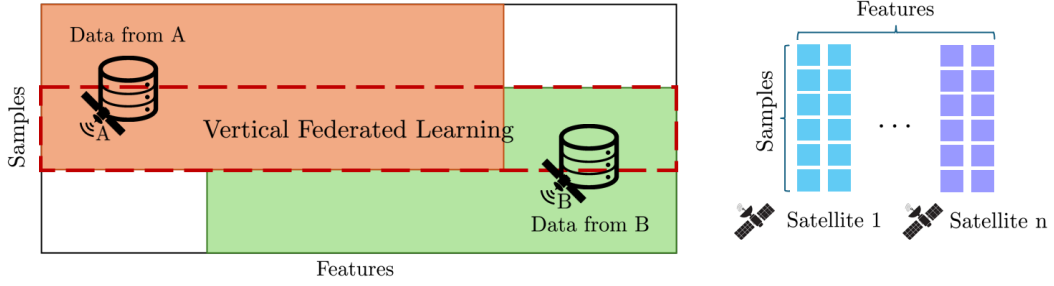 Data from A
A
Samples
Vertical Federated Learning
B
Data from B
Features
Features
Samples
...
Satellite 1
Satellite n